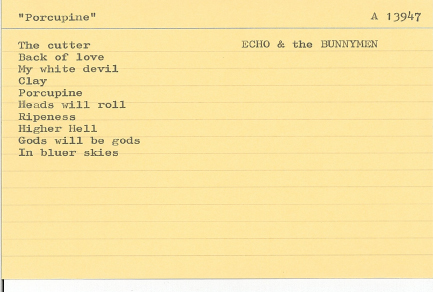 "Porcupine" A 13947
The cutter ECHO & the BUNNYMEN
Back of love
My white devil
Clay
Porcupine
Heads will roll
Ripeness
Higher Hell
Gods will be gods
In bluer skies